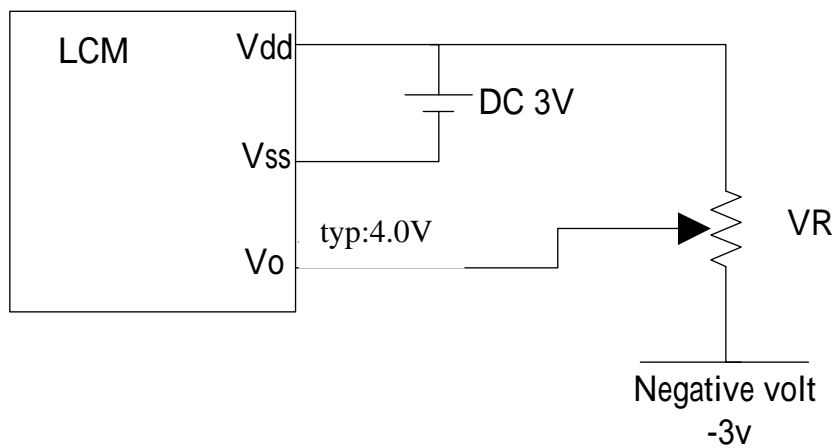 LCM
Vdd
DC 3V
Vss
typ:4.0V
VR
Vo
Negative volt
-3v